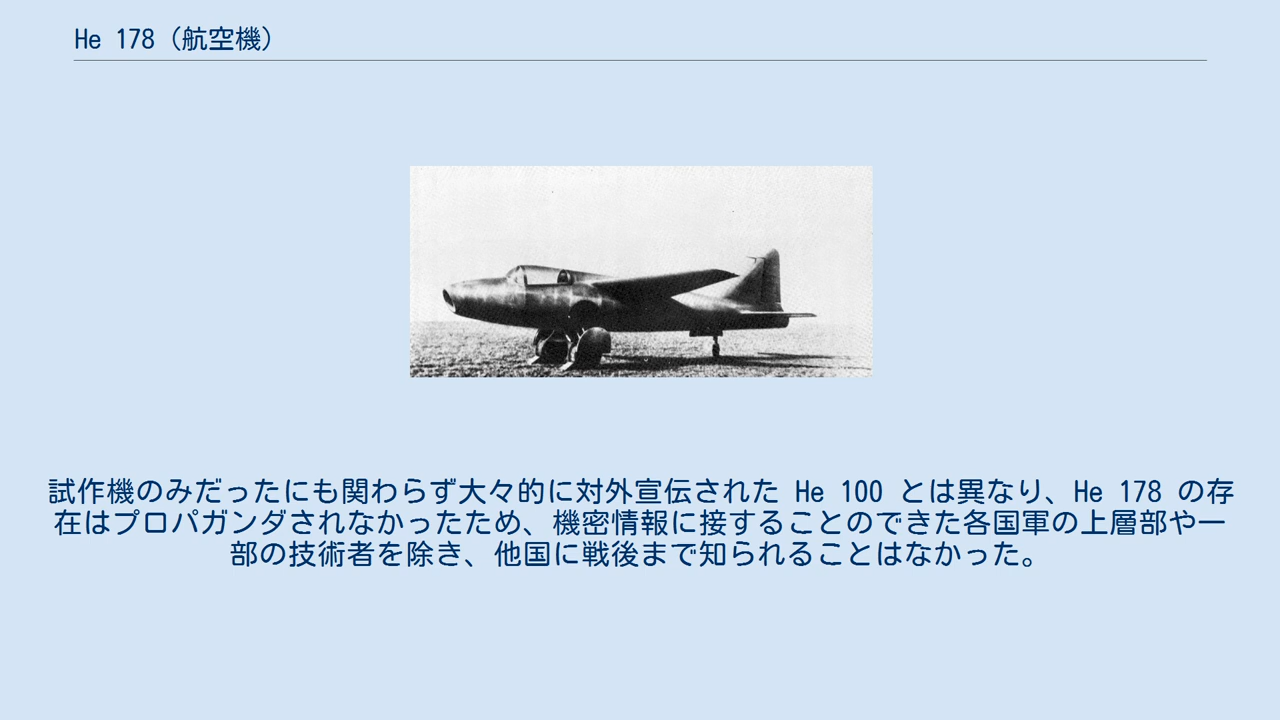 He 178（航空機）
試作機のみだったにも関わらず大々的に対外宣伝された He 100 とは異なり、He 178 の存
在はプロパガンダされなかったため、機密情報に接することのできた各国軍の上層部や一
部の技術者を除き、他国に戦後まで知られることはなかった。